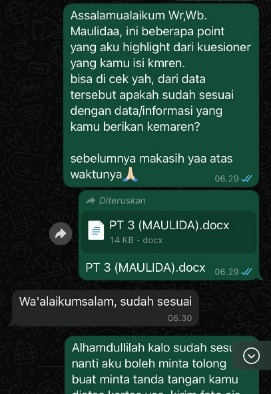 Assalamualaikum Wr,Wb.
Maulidaa, ini beberapa point
yang aku highlight dari kuesioner
yang kamu isi kmren.
bisa di cek yah, dari data
tersebut apakah sudah sesuai
dengan data/informasi yang
kamu berikan kemaren?
sebelumnya makasih yaa atas
waktunya🙏🏻
06.29
Diteruskan
PT 3 (MAULIDA).docx
14 KB • docx
PT 3 (MAULIDA).docx
06.29
Wa'alaikumsalam, sudah sesuai
06.30
Alhamdullilah kalo sudah
nanti aku boleh minta tolong
buat minta tanda tangan kamu